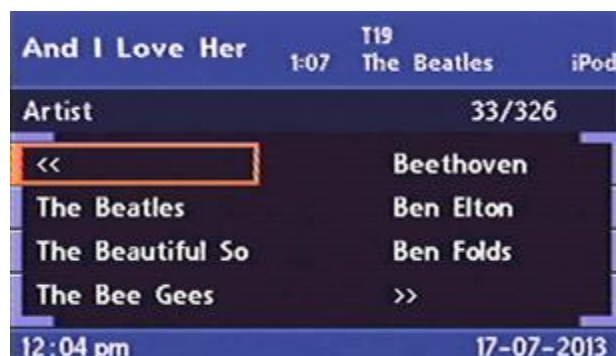 And I Love Her 1:07 T19 The Beatles iPod
Artist 33/326
<< Beethoven
The Beatles Ben Elton
The Beautiful So Ben Folds
The Bee Gees >>
12:04 pm 17-07-2013